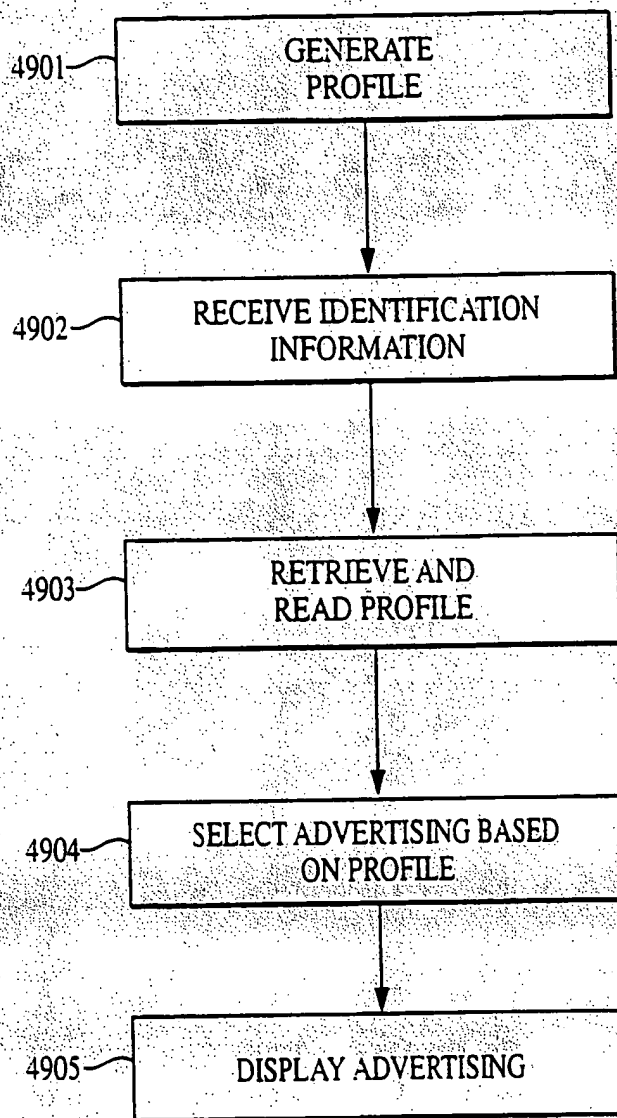 4901
GENERATE
PROFILE
4902
RECEIVE IDENTIFICATION
INFORMATION
4903
RETRIEVE AND
READ PROFILE
4904
SELECT ADVERTISING BASED
ON PROFILE
4905
DISPLAY ADVERTISING